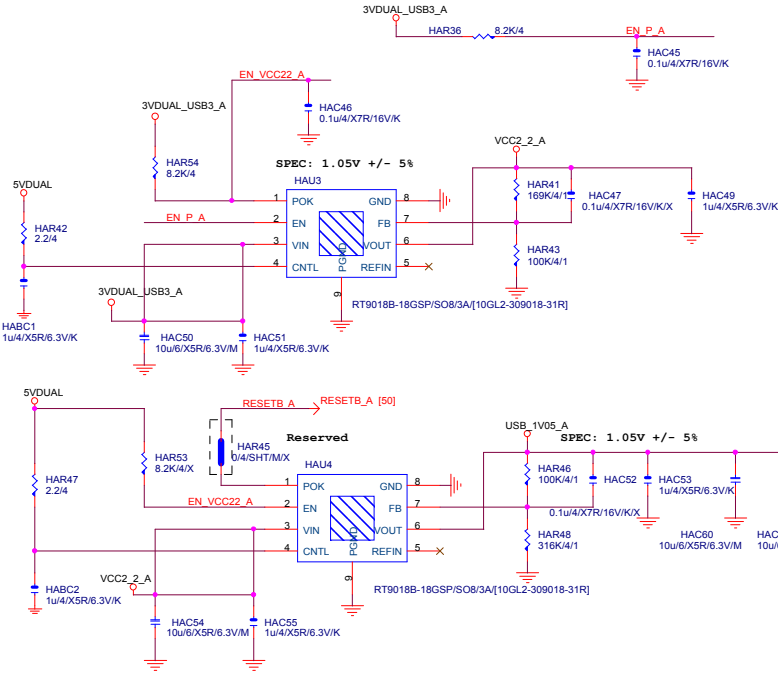 3VDUAL_USB3_A
HAR36 8.2K/4 EN_P_A
HAC45
0.1u/4/X7R/16V/K
EN_VCC22_A
3VDUAL_USB3_A
HAC46
0.1u/4/X7R/16V/K
HAR54
8.2K/4
SPEC: 1.05V +/- 5%
VCC2_2_A
5VDUAL
HAU3
HAR42
2.2/4
1 POK GND 8
2 EN FB 7
3 VIN VOUT 6
4 CNTL REFIN 5
PGND
9
EN_P_A
HAR41
169K/4/1
HAC47
0.1u/4/X7R/16V/K/X
HAC49
1u/4/X5R/6.3V/K
HAR43
100K/4/1
3VDUAL_USB3_A
RT9018B-18GSP/SO8/3A/[10GL2-309018-31R]
HABC1
1u/4/X5R/6.3V/K
HAC50
10u/6/X5R/6.3V/M
HAC51
1u/4/X5R/6.3V/K
5VDUAL
RESETB_A RESETB_A [50]
HAR53
8.2K/4/X
HAR45
0/4/SHT/M/X
Reserved
USB_1V05_A
SPEC: 1.05V +/- 5%
HAU4
HAR47
2.2/4
1 POK GND 8
2 EN FB 7
3 VIN VOUT 6
4 CNTL REFIN 5
PGND
9
EN_VCC22_A
HAR46
100K/4/1
HAC52
0.1u/4/X7R/16V/K/X
HAC53
1u/4/X5R/6.3V/K
HAR48
316K/4/1
HAC60
10u/6/X5R/6.3V/M
HAC
10u/
VCC2_2_A
RT9018B-18GSP/SO8/3A/[10GL2-309018-31R]
HABC2
1u/4/X5R/6.3V/K
HAC54
10u/6/X5R/6.3V/M
HAC55
1u/4/X5R/6.3V/K